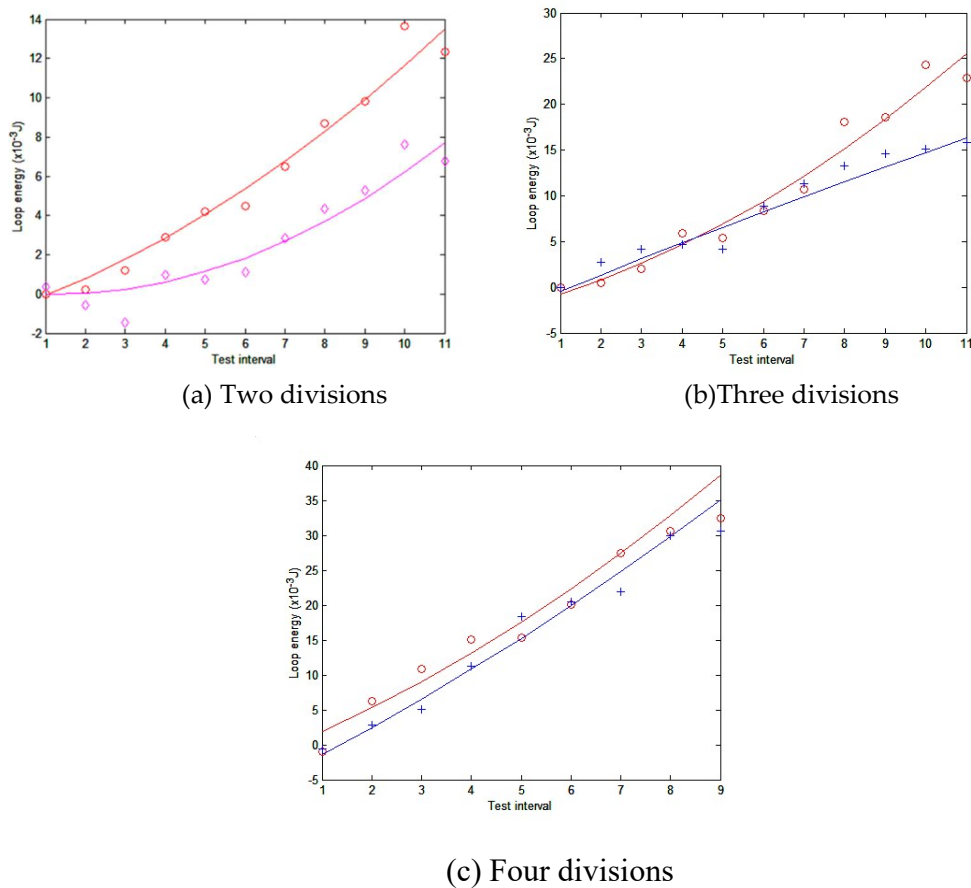 14
12
10
8
6
4
2
0
-2
Loop energy (x10-3J)
1 2 3 4 5 6 7 8 9 10 11
Test interval
(a) Two divisions
30
25
20
15
10
5
0
-5
Loop energy (x10-3J)
1 2 3 4 5 6 7 8 9 10 11
Test interval
(b)Three divisions
40
35
30
25
20
15
10
5
0
-5
Loop energy (x10-3J)
1 2 3 4 5 6 7 8 9
Test interval
(c) Four divisions